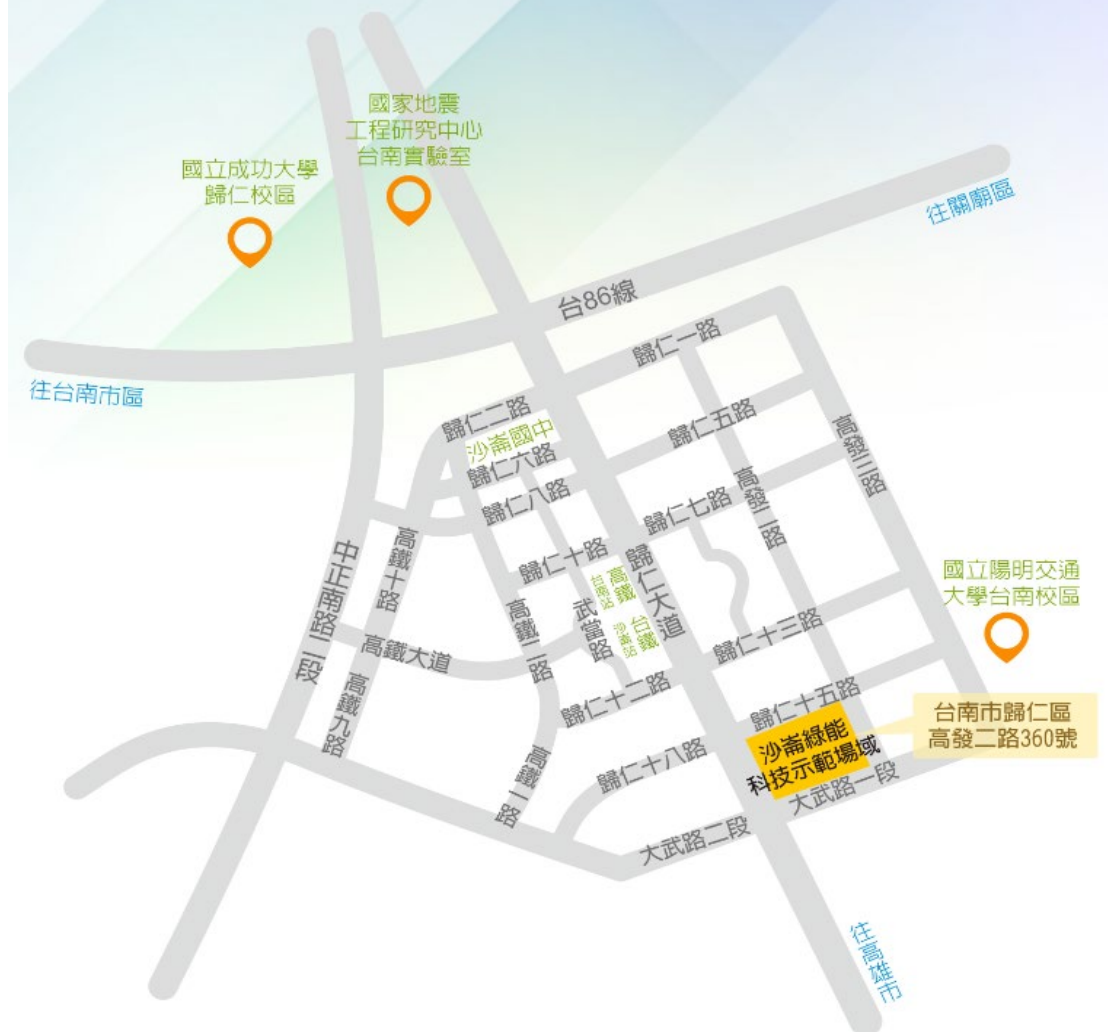 國家地震
工程研究中心
台南實驗室
國立成功大學
歸仁校區
往關廟區
台86線
往台南市區
歸仁一路
歸仁二路
沙崙國中
歸仁五路
歸仁六路
高發三路
歸仁八路
高發二路
歸仁七路
高鐵十路
中正南路二段
歸仁十路
歸仁大道
高鐵
台南站
台鐵
沙崙站
武當路
高鐵二路
國立陽明交通
大學台南校區
高鐵大道
歸仁十三路
高鐵九路
歸仁十二路
歸仁十五路
台南市歸仁區
高發二路360號
沙崙綠能
科技示範場域
高鐵一路
歸仁十八路
大武路一段
大武路二段
往高雄市